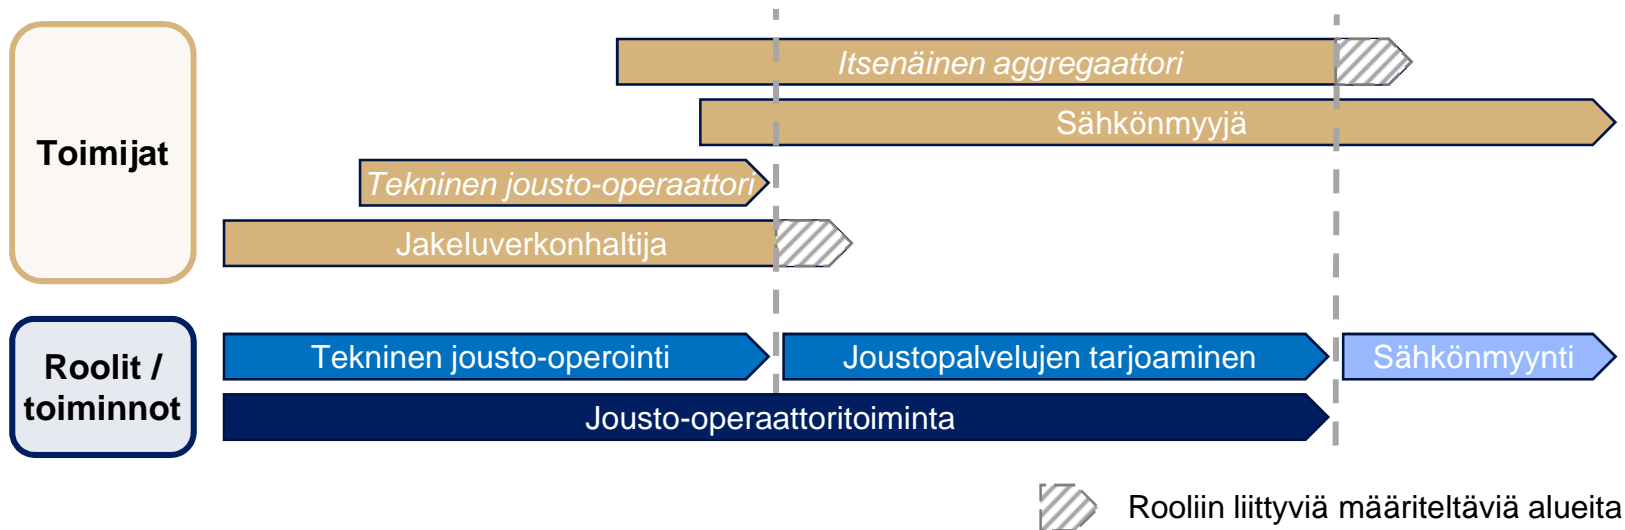 Toimijat
Itsenäinen aggregaattori
Sähkönmyyjä
Tekninen jousto-operaattori
Jakeluverkonhaltija
Roolit /
toiminnot
Tekninen jousto-operointi
Joustopalvelujen tarjoaminen
Sähkönmyynti
Jousto-operaattoritoiminta
Rooliin liittyviä määriteltäviä alueita